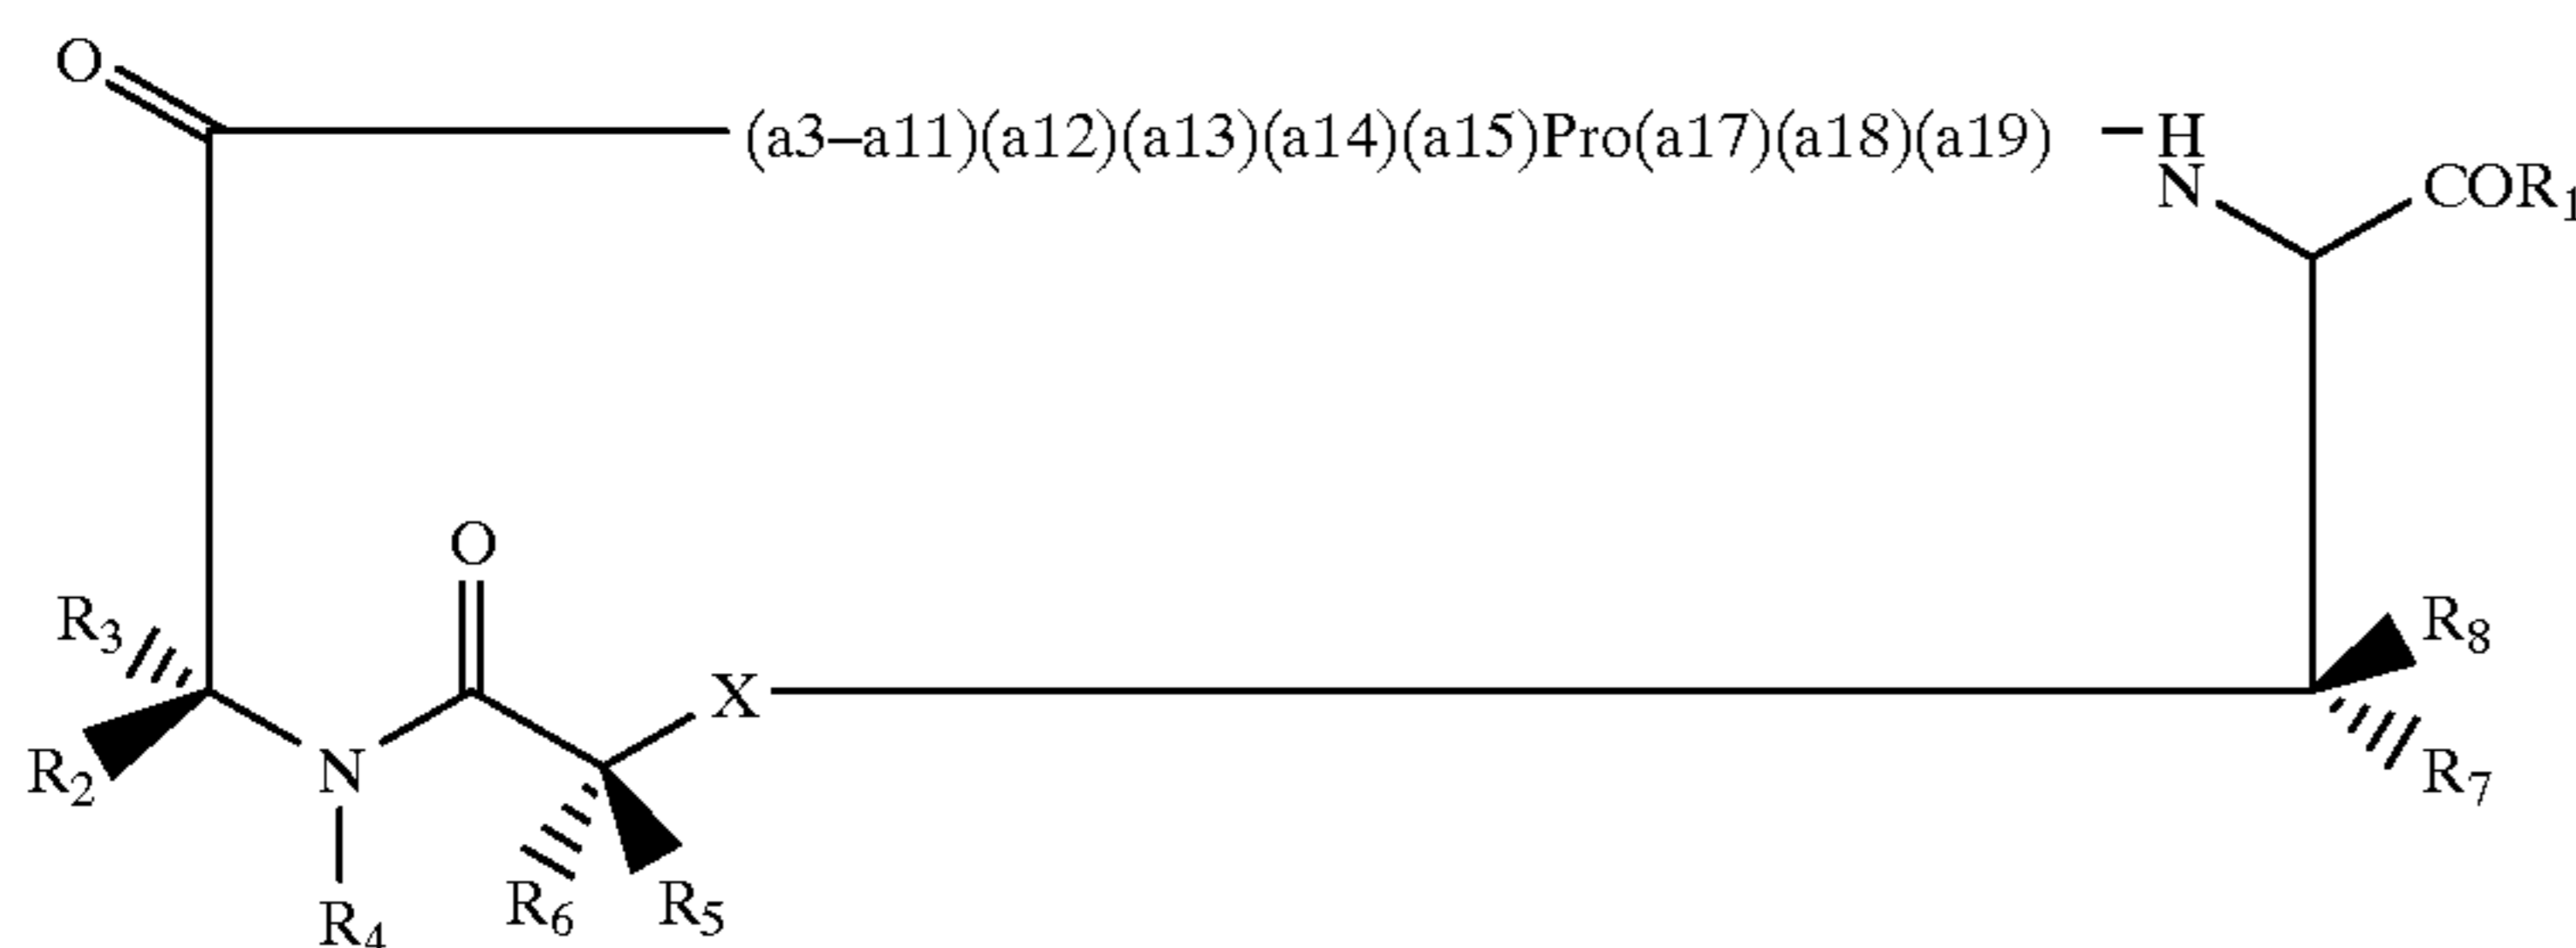 O
(a3–a11)(a12)(a13)(a14)(a15)Pro(a17)(a18)(a19)
H
N
COR1
O
R3
R8
X
R2
N
R7
R6
R5
R4